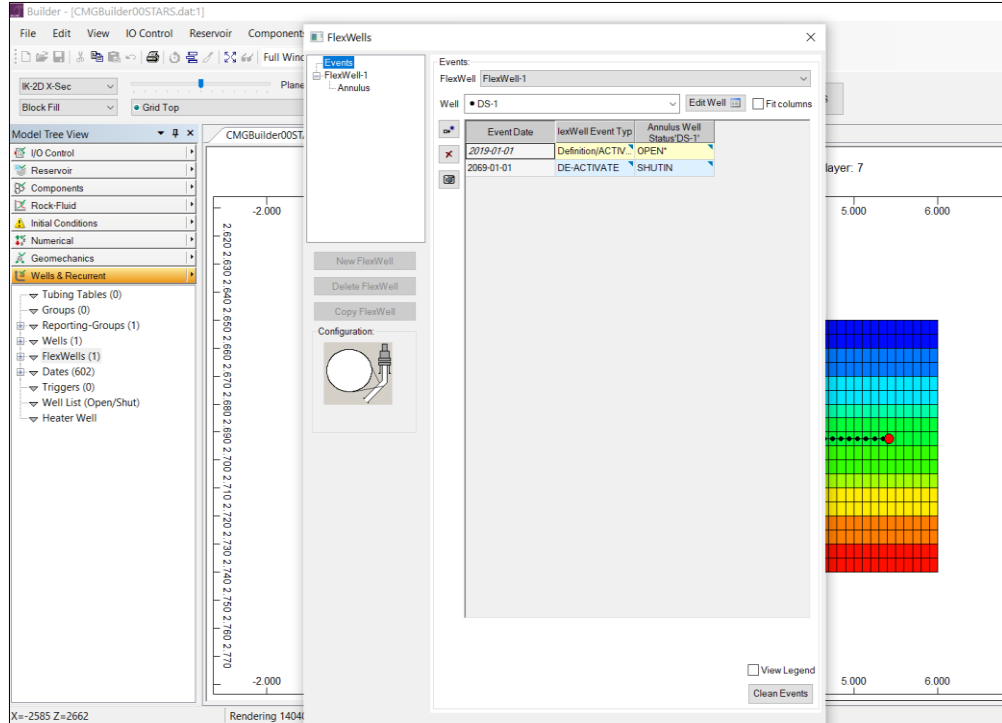 Builder - [CMGBuilder00STARS.dat:1]
File Edit View IO Control Reservoir Component
Full Wind
IK-2D X-Sec
Plane
Block Fill
Grid Top
Model Tree View
CMGBuilder00ST
I/O Control
Reservoir
Components
Rock-Fluid
Initial Conditions
Numerical
Geomechanics
Wells & Recurrent
Tubing Tables (0)
Groups (0)
Reporting-Groups (1)
Wells (1)
FlexWells (1)
Dates (602)
Triggers (0)
Well List (Open/Shut)
Heater Well
-2.000
2.620 2.630 2.640 2.650 2.660 2.670 2.680 2.690 2.700 2.710 2.720 2.730 2.740 2.750 2.760 2.770
-2.000
X=-2585 Z=2662
Rendering 1404
FlexWells
Events
FlexWell-1
Annulus
New FlexWell
Delete FlexWell
Copy FlexWell
Configuration:
Events:
FlexWell FlexWell-1
Well DS-1 Edit Well Fit columns
Event Date lexWell Event Typ Annulus Well
Status'DS-1'
2019-01-01 Definition/ACTIV... OPEN*
2069-01-01 DE-ACTIVATE SHUTIN
View Legend
Clean Events
layer: 7
5.000 6.000
5.000 6.000